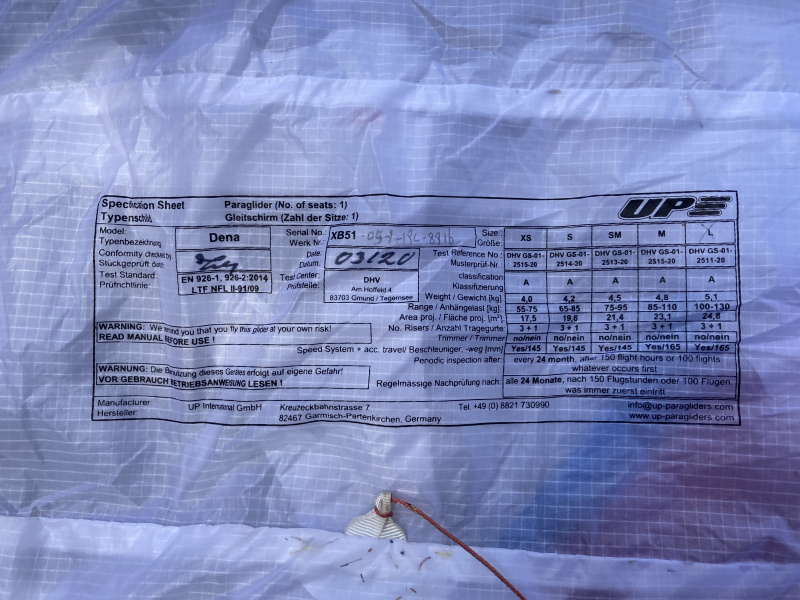 Specification Sheet Paraglider (No. of seats: 1) UP
Typenschild Gleitschirm (Zahl der Sitze: 1)
Model: Dena Serial No.: XB51 Size: XS S SM M L
Typenbezeichnung Werk Nr: Größe:
Conformity checked by Date: 03/20 Test Reference No.: DHV GS-01-2515-20 DHV GS-01-2514-20 DHV GS-01-2513-20 DHV GS-01-2515-20 DHV GS-01-2511-20
Stückgeprüft durch Datum: Musterprüf-Nr.
Test Standard: EN 926-1, 926-2:2014 Test Center: DHV classification A A A A A
Prüfrichtlinie: LTF NFL II-91/09 Prüfstelle: Am Hoffeld 4 Klassifizierung
83703 Gmund / Tegernsee
Weight / Gewicht [kg] 4,0 4,2 4,5 4,8 5,1
Range / Anhängelast [kg] 55-75 65-85 75-95 85-110 100-130
Area proj. / Fläche proj. (m²) 17,5 19,6 21,4 23,1 24,8
No. Risers / Anzahl Tragegurte 3 + 1 3 + 1 3 + 1 3 + 1 3 + 1
Trimmer / Trimmer no/nein no/nein no/nein no/nein no/nein
Speed System + acc. travel/ Beschleuniger. -weg [mm] Yes/145 Yes/145 Yes/145 Yes/165 Yes/165
WARNING: We remind you that you fly this glider at your own risk!
READ MANUAL BEFORE USE !
Periodic inspection after: every 24 month, after 150 flight hours or 100 flights
whatever occurs first
WARNUNG: Die Benutzung dieses Gerätes erfolgt auf eigene Gefahr!
VOR GEBRAUCH BETRIEBSANWEISUNG LESEN !
Regelmässige Nachprüfung nach: alle 24 Monate, nach 150 Flugstunden oder 100 Flügen
was immer zuerst eintrifft
Manufacturer UP International GmbH Kreuzeckbahnstrasse 7 Tel. +49 (0) 8821 730990 info@up-paragliders.com
Hersteller: 82467 Garmisch-Partenkirchen, Germany www.up-paragliders.com